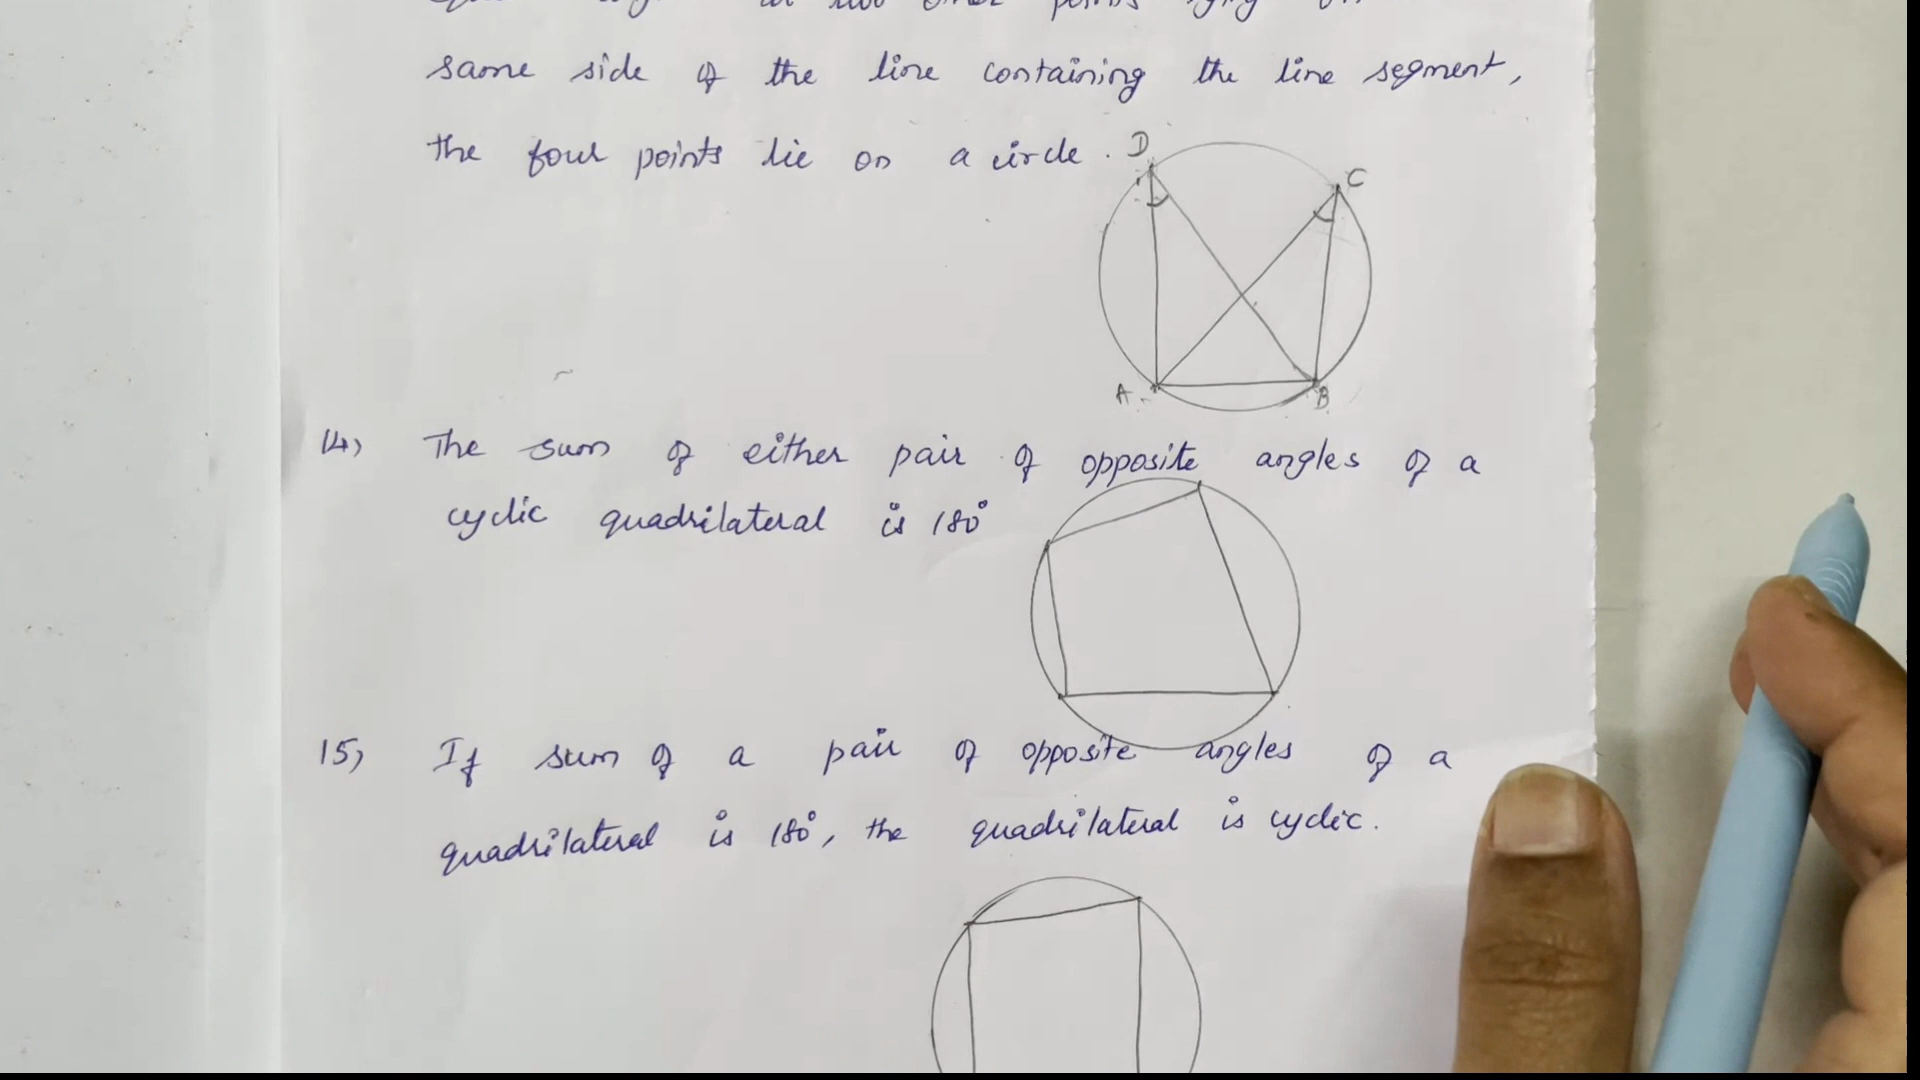 same side of the line containing the line segment,
the four points lie on a circle.
D
C
A
B
14) The sum of either pair of opposite angles of a
cyclic quadrilateral is 180°
15) If sum of a pair of opposite angles of a
quadrilateral is 180°, the quadrilateral is cyclic.